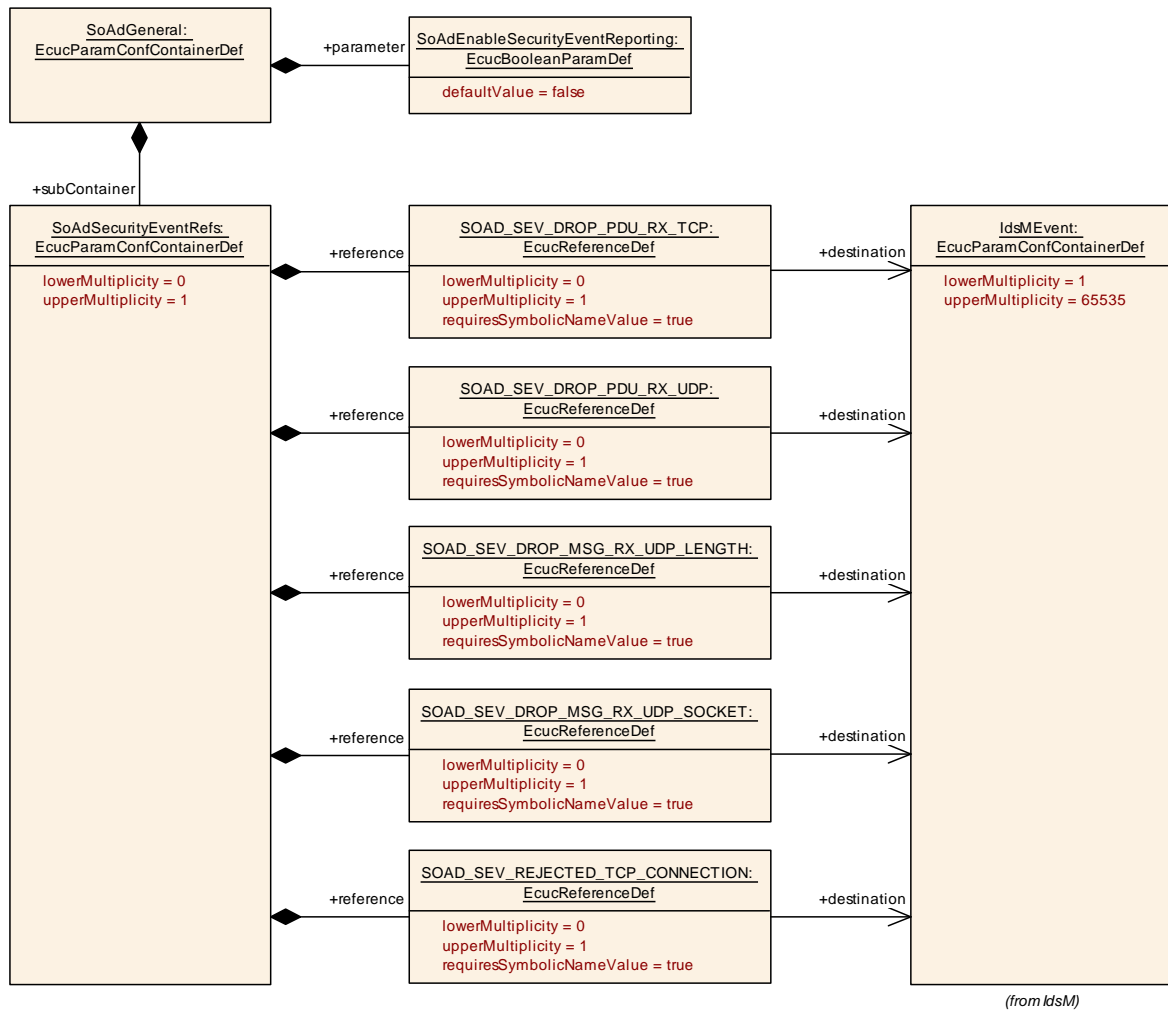 SoAdGeneral:
EcucParamConfContainerDef
+parameter
SoAdEnableSecurityEventReporting:
EcucBooleanParamDef
defaultValue = false
+subContainer
SoAdSecurityEventRefs:
EcucParamConfContainerDef
lowerMultiplicity = 0
upperMultiplicity = 1
+reference
SOAD_SEV_DROP_PDU_RX_TCP:
EcucReferenceDef
lowerMultiplicity = 0
upperMultiplicity = 1
requiresSymbolicNameValue = true
+destination
IdsMEvent:
EcucParamConfContainerDef
lowerMultiplicity = 1
upperMultiplicity = 65535
+reference
SOAD_SEV_DROP_PDU_RX_UDP:
EcucReferenceDef
lowerMultiplicity = 0
upperMultiplicity = 1
requiresSymbolicNameValue = true
+destination
+reference
SOAD_SEV_DROP_MSG_RX_UDP_LENGTH:
EcucReferenceDef
lowerMultiplicity = 0
upperMultiplicity = 1
requiresSymbolicNameValue = true
+destination
+reference
SOAD_SEV_DROP_MSG_RX_UDP_SOCKET:
EcucReferenceDef
lowerMultiplicity = 0
upperMultiplicity = 1
requiresSymbolicNameValue = true
+destination
+reference
SOAD_SEV_REJECTED_TCP_CONNECTION:
EcucReferenceDef
lowerMultiplicity = 0
upperMultiplicity = 1
requiresSymbolicNameValue = true
+destination
(from IdsM)